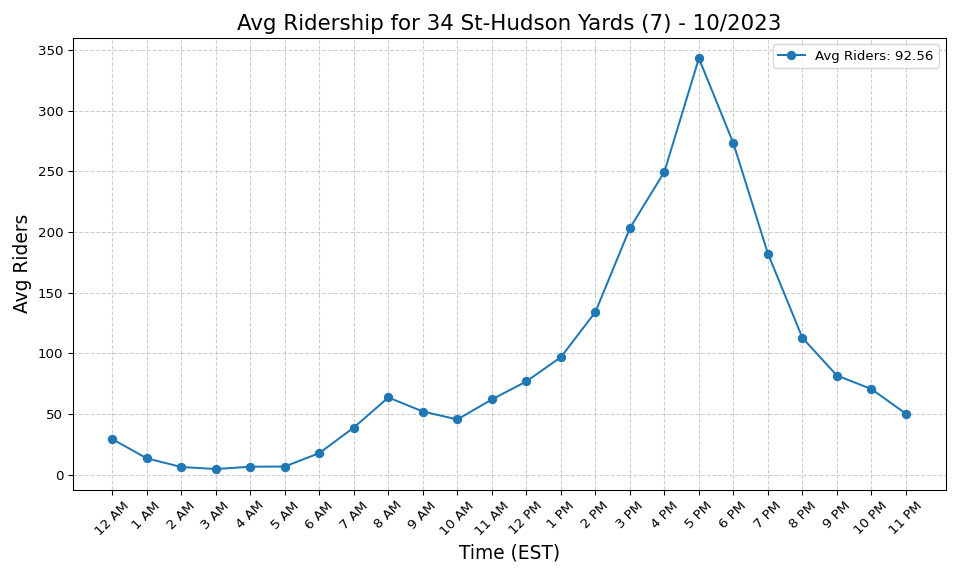 Avg Ridership for 34 St-Hudson Yards (7) - 10/2023
Avg Riders: 92.56
Avg Riders
350
300
250
200
150
100
50
0
12 AM 1 AM 2 AM 3 AM 4 AM 5 AM 6 AM 7 AM 8 AM 9 AM 10 AM 11 AM 12 PM 1 PM 2 PM 3 PM 4 PM 5 PM 6 PM 7 PM 8 PM 9 PM 10 PM 11 PM
Time (EST)